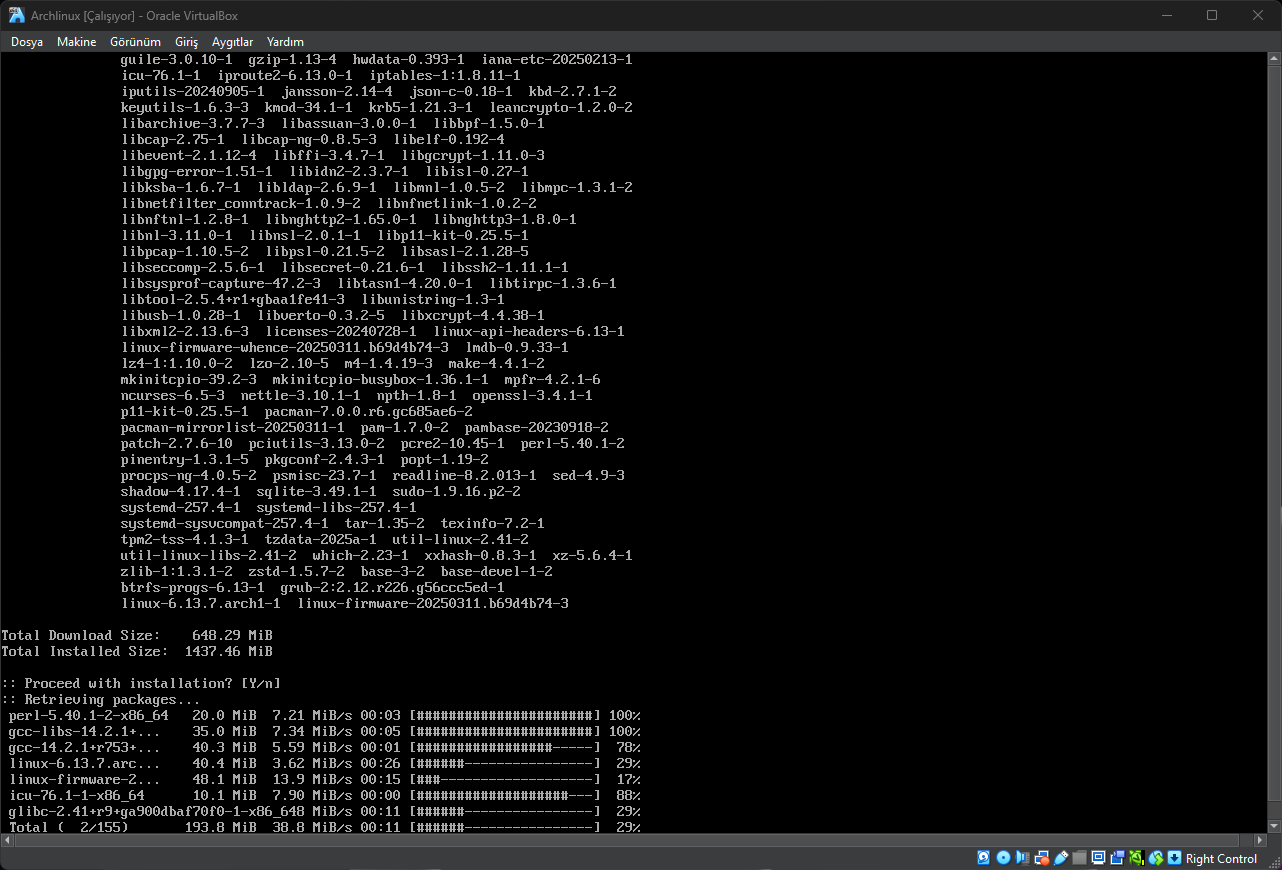 Archlinux [Çalışıyor] - Oracle VirtualBox
Dosya Makine Görünüm Giriş Aygıtlar Yardım
guile-3.0.10-1 gzip-1.13-4 hwdata-0.393-1 iana-etc-20250213-1
icu-76.1-1 iproute2-6.13.0-1 iptables-1:1.8.11-1
iputils-20240905-1 jansson-2.14-4 json-c-0.18-1 kbd-2.7.1-2
keyutils-1.6.3-3 kmod-34.1-1 krb5-1.21.3-1 leancrypto-1.2.0-2
libarchive-3.7.7-3 libassuan-3.0.0-1 libbpf-1.5.0-1
libcap-2.75-1 libcap-ng-0.8.5-3 libelf-0.192-4
libevent-2.1.12-4 libffi-3.4.7-1 libgcrypt-1.11.0-3
libgpg-error-1.51-1 libidn2-2.3.7-1 libisl-0.27-1
libksba-1.6.7-1 libldap-2.6.9-1 libmnl-1.0.5-2 libmpc-1.3.1-2
libnetfilter_conntrack-1.0.9-2 libnfnetlink-1.0.2-2
libnftnl-1.2.8-1 libnghttp2-1.65.0-1 libnghttp3-1.8.0-1
libnl-3.11.0-1 libnsl-2.0.1-1 libp11-kit-0.25.5-1
libpcap-1.10.5-2 libpsl-0.21.5-2 libsasl-2.1.28-5
libseccomp-2.5.6-1 libsecret-0.21.6-1 libssh2-1.11.1-1
libsysprof-capture-47.2-3 libtasn1-4.20.0-1 libtirpc-1.3.6-1
libtool-2.5.4+r1+gbaa1fe41-3 libunistring-1.3-1
libusb-1.0.28-1 libverto-0.3.2-5 libxcrypt-4.4.38-1
libxml2-2.13.6-3 licenses-20240728-1 linux-api-headers-6.13-1
linux-firmware-whence-20250311.b69d4b74-3 lmdb-0.9.33-1
lz4-1:1.10.0-2 lzo-2.10-5 m4-1.4.19-3 make-4.4.1-2
mkinitcpio-39.2-3 mkinitcpio-busybox-1.36.1-1 mpfr-4.2.1-6
ncurses-6.5-3 nettle-3.10.1-1 npth-1.8-1 openssl-3.4.1-1
p11-kit-0.25.5-1 pacman-7.0.0.r6.gc685ae6-2
pacman-mirrorlist-20250311-1 pam-1.7.0-2 pambase-20230918-2
patch-2.7.6-10 pciutils-3.13.0-2 pcre2-10.45-1 perl-5.40.1-2
pinentry-1.3.1-5 pkgconf-2.4.3-1 popt-1.19-2
procps-ng-4.0.5-2 psmisc-23.7-1 readline-8.2.013-1 sed-4.9-3
shadow-4.17.4-1 sqlite-3.49.1-1 sudo-1.9.16.p2-2
systemd-257.4-1 systemd-libs-257.4-1
systemd-sysvcompat-257.4-1 tar-1.35-2 texinfo-7.2-1
tpm2-tss-4.1.3-1 tzdata-2025a-1 util-linux-2.41-2
util-linux-libs-2.41-2 which-2.23-1 xxhash-0.8.3-1 xz-5.6.4-1
zlib-1:1.3.1-2 zstd-1.5.7-2 base-3-2 base-devel-1-2
btrfs-progs-6.13-1 grub-2:2.12.r226.g56ccc5ed-1
linux-6.13.7.arch1-1 linux-firmware-20250311.b69d4b74-3
Total Download Size: 648.29 MiB
Total Installed Size: 1437.46 MiB
:: Proceed with installation? [Y/n]
:: Retrieving packages...
perl-5.40.1-2-x86_64 20.0 MiB 7.21 MiB/s 00:03 [######################] 100%
gcc-libs-14.2.1+... 35.0 MiB 7.34 MiB/s 00:05 [######################] 100%
gcc-14.2.1+r753+... 40.3 MiB 5.59 MiB/s 00:01 [#################-----] 78%
linux-6.13.7.arc... 40.4 MiB 3.62 MiB/s 00:26 [######----------------] 29%
linux-firmware-2... 48.1 MiB 13.9 MiB/s 00:15 [###-------------------] 17%
icu-76.1-1-x86_64 10.1 MiB 7.90 MiB/s 00:00 [###################---] 88%
glibc-2.41+r9+ga900dbaf70f0-1-x86_648 MiB/s 00:11 [######----------------] 29%
Total ( 2/155) 193.8 MiB 38.8 MiB/s 00:11 [######----------------] 29%
Right Control